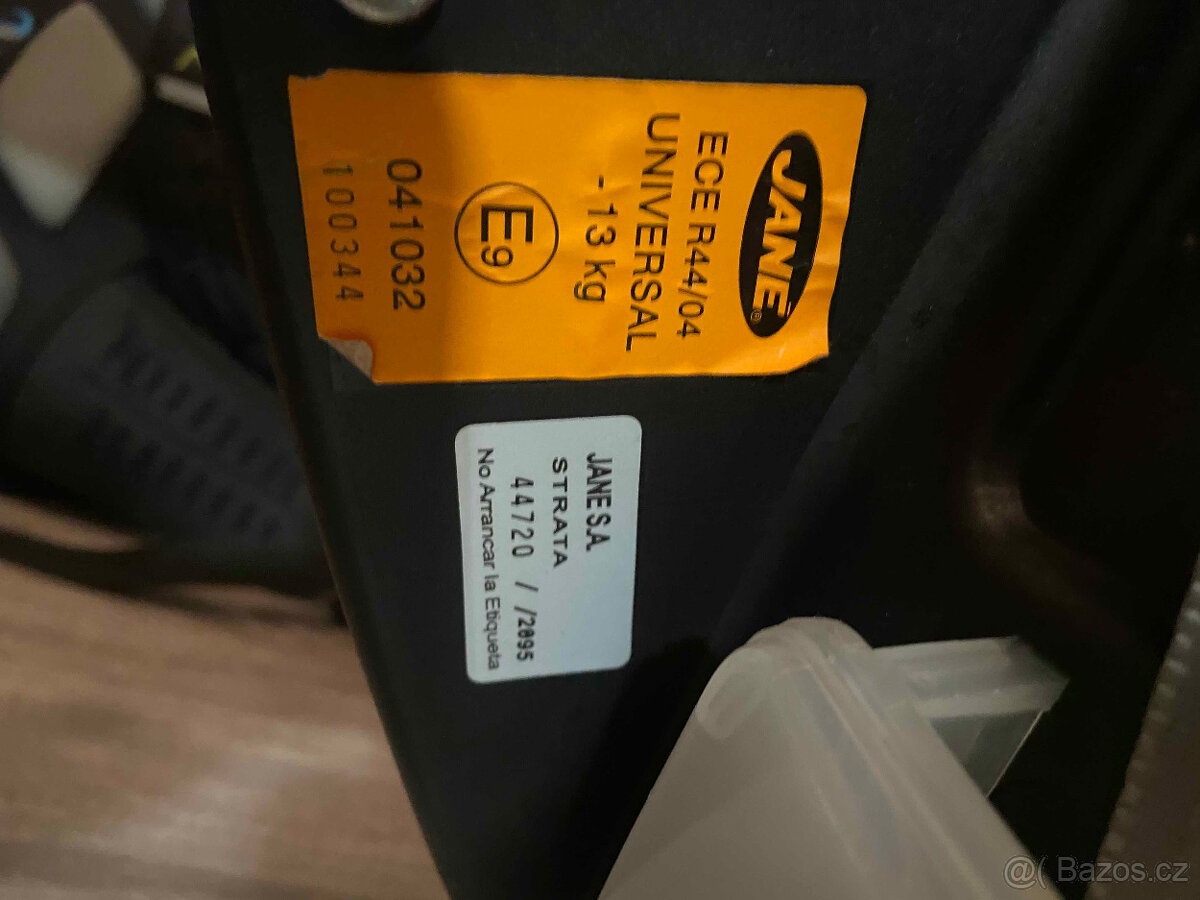 JANÉ
®
ECE R44/04
UNIVERSAL
- 13 kg
E9
041032
100344
JANE S.A.
STRATA
44720 / /2095
No Arrancar la Etiqueta
@( Bazos.cz